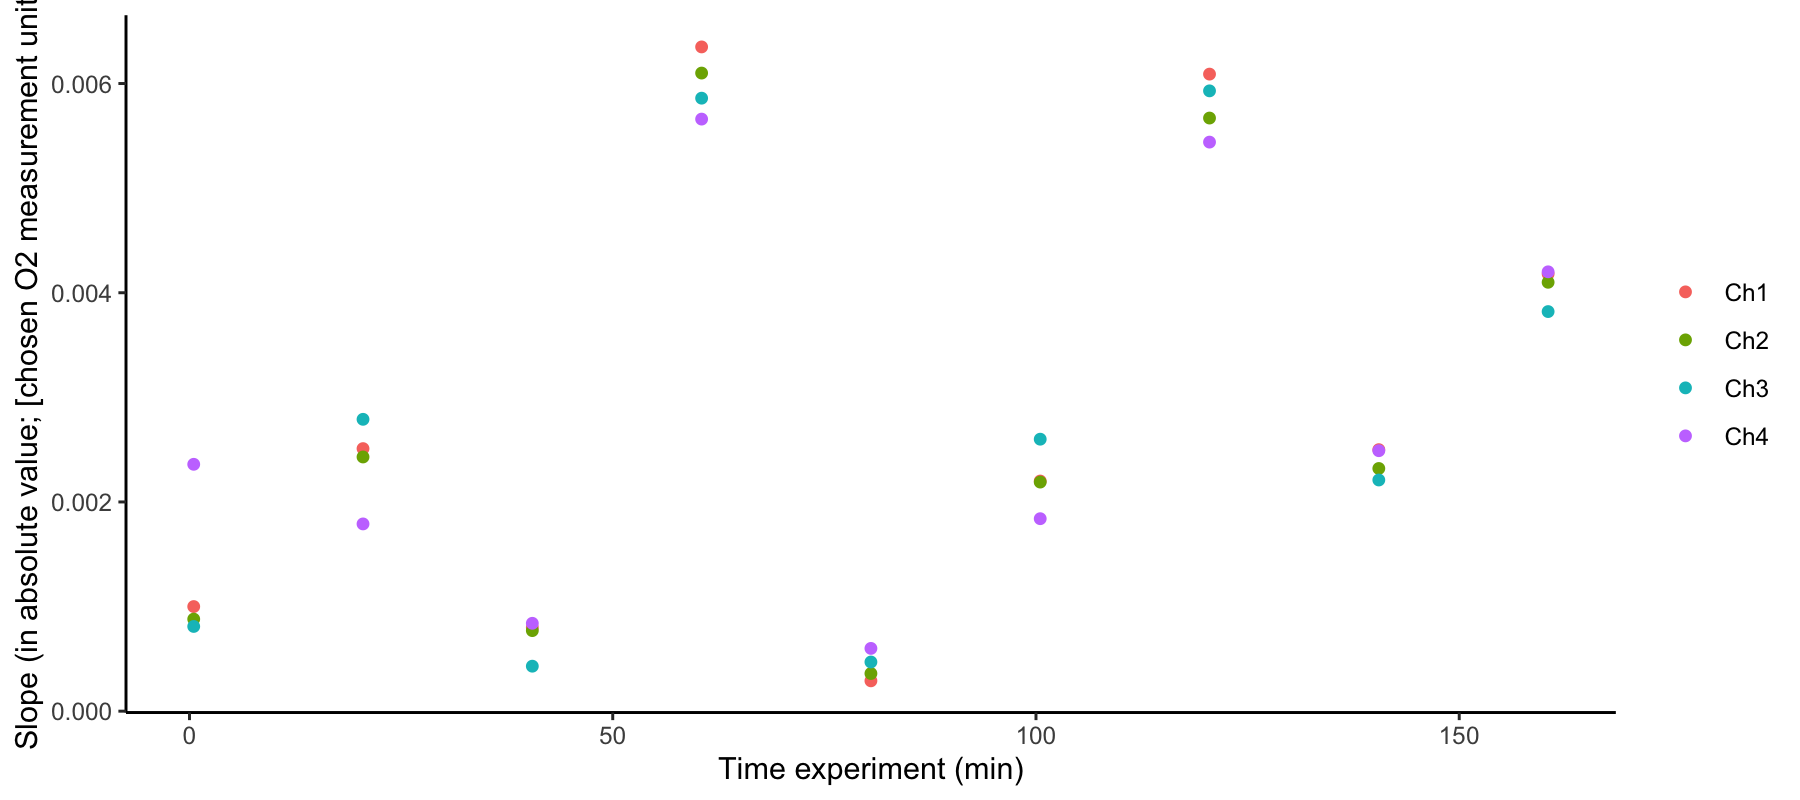 Slope (in absolute value; [chosen O2 measurement unit
0.006
0.004
0.002
0.000
0
50
100
150
Time experiment (min)
Ch1
Ch2
Ch3
Ch4